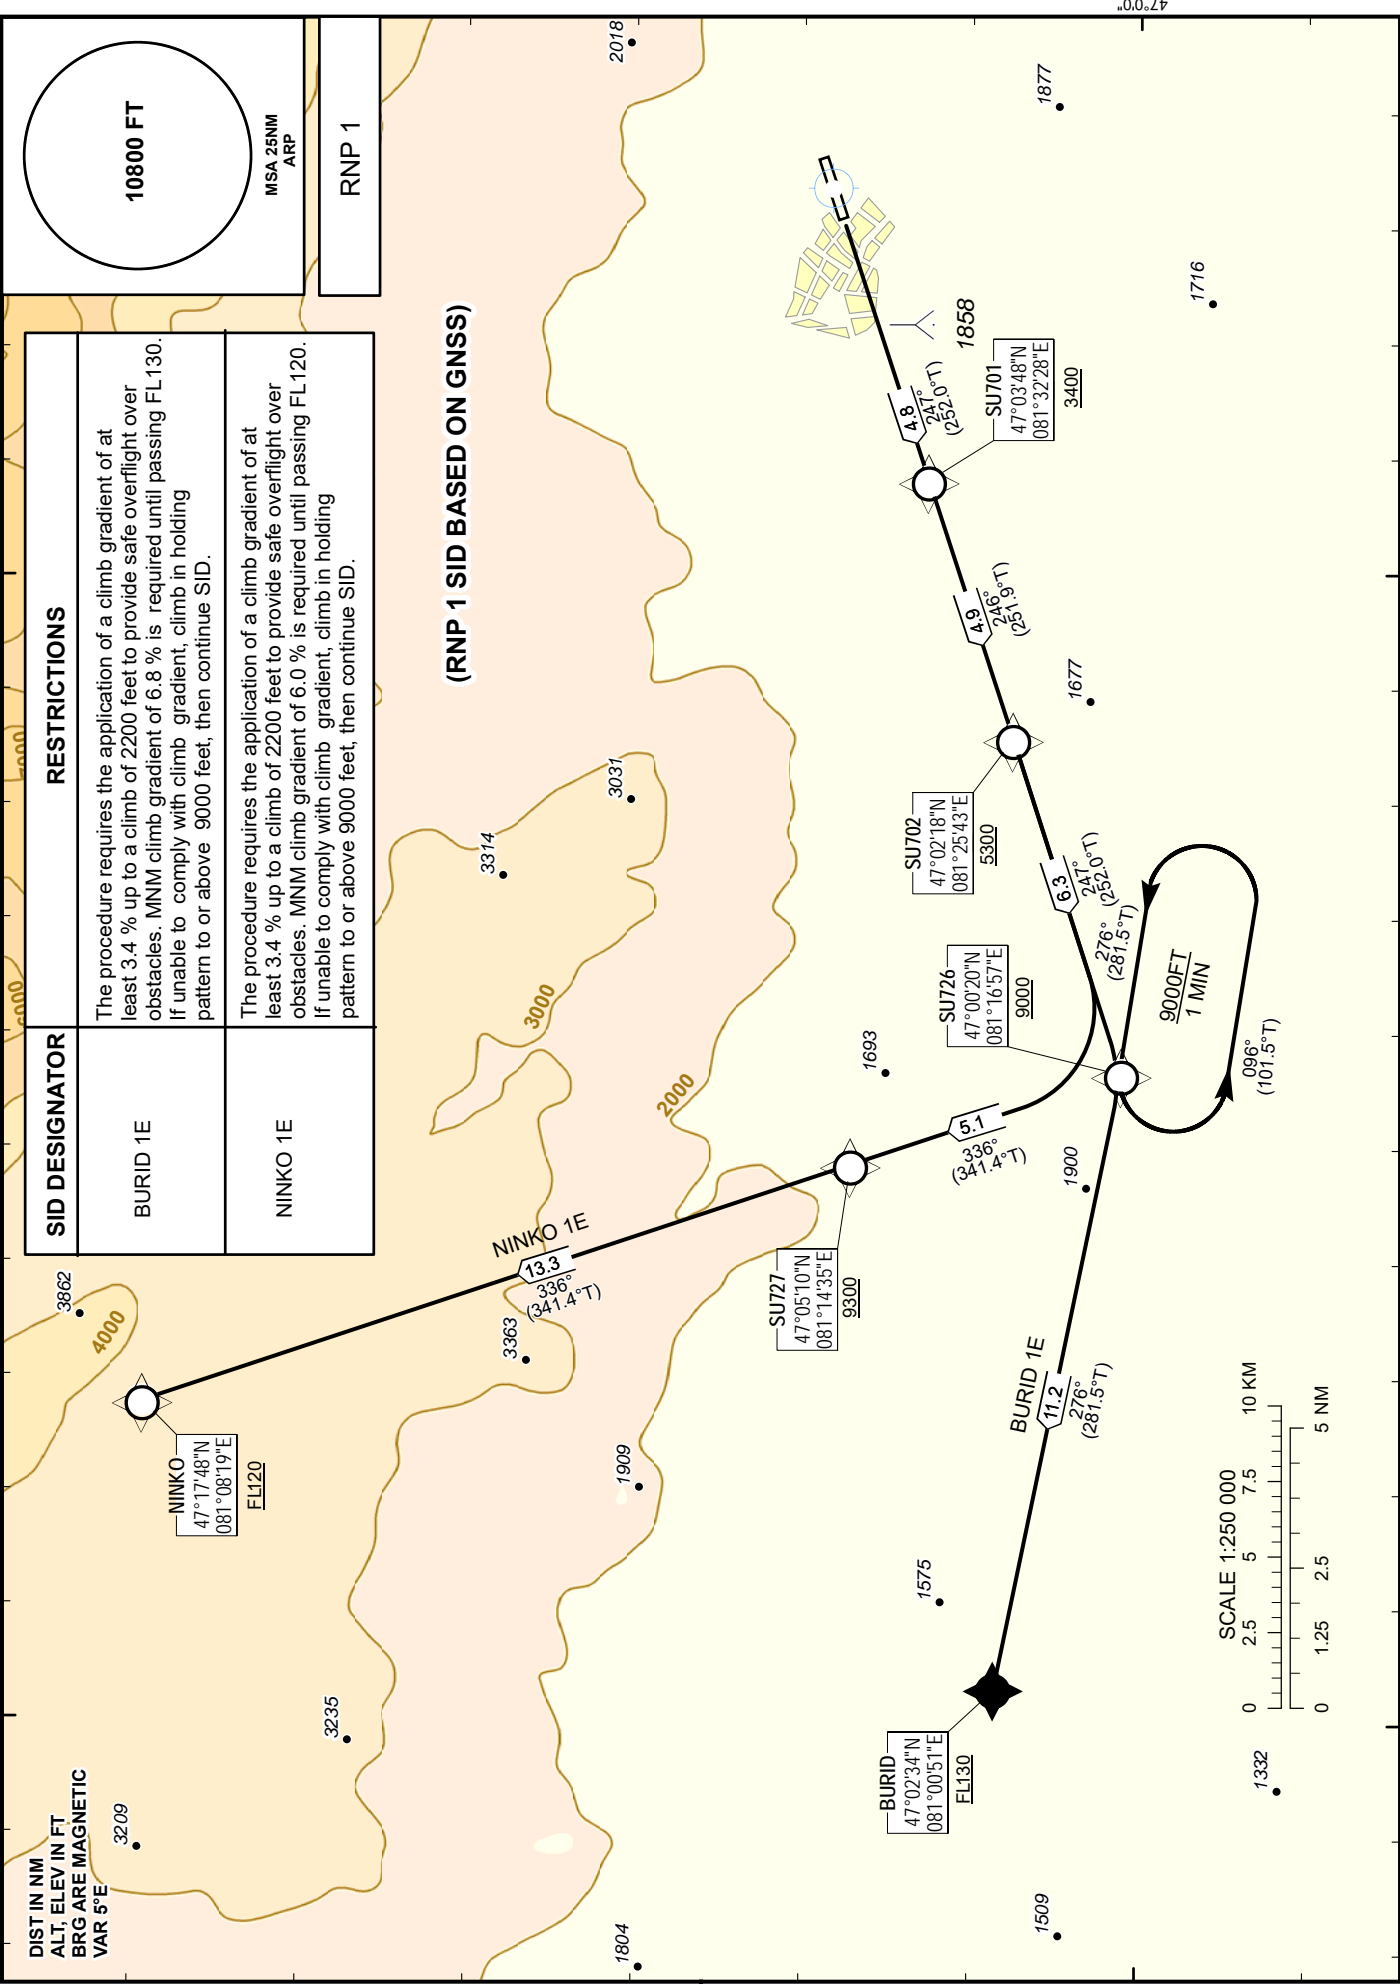 DIST IN NM
ALT, ELEV IN FT
BRG ARE MAGNETIC
VAR 5°E
SID DESIGNATOR
RESTRICTIONS
BURID 1E
The procedure requires the application of a climb gradient of at
least 3.4 % up to a climb of 2200 feet to provide safe overflight over
obstacles. MNM climb gradient of 6.8 % is required until passing FL130.
If unable to comply with climb gradient, climb in holding
pattern to or above 9000 feet, then continue SID.
NINKO 1E
The procedure requires the application of a climb gradient of at
least 3.4 % up to a climb of 2200 feet to provide safe overflight over
obstacles. MNM climb gradient of 6.0 % is required until passing FL120.
If unable to comply with climb gradient, climb in holding
pattern to or above 9000 feet, then continue SID.
10800 FT
MSA 25NM
ARP
RNP 1
(RNP 1 SID BASED ON GNSS)
7000
6000
3209
3862
4000
NINKO
47°17'48"N
081°08'19"E
FL120
3235
3314
3363
3000
3031
2018
NINKO 1E
13.3
336°
(341.4°T)
1909
1804
2000
SU727
47°05'10"N
081°14'35"E
9300
1693
5.1
336°
(341.4°T)
BURID
47°02'34"N
081°00'51"E
FL130
1575
1509
BURID 1E
11.2
276°
(281.5°T)
1900
SU726
47°00'20"N
081°16'57"E
9000
SU702
47°02'18"N
081°25'43"E
5300
4.8
247°
(252.0°T)
1858
SU701
47°03'48"N
081°32'28"E
3400
4.9
246°
(251.9°T)
6.3
247°
(252.0°T)
1677
1877
1716
276°
(281.5°T)
9000FT
1 MIN
096°
(101.5°T)
1332
SCALE 1:250 000
0 2.5 5 7.5 10 KM
0 1.25 2.5 5 NM
47°0'0"